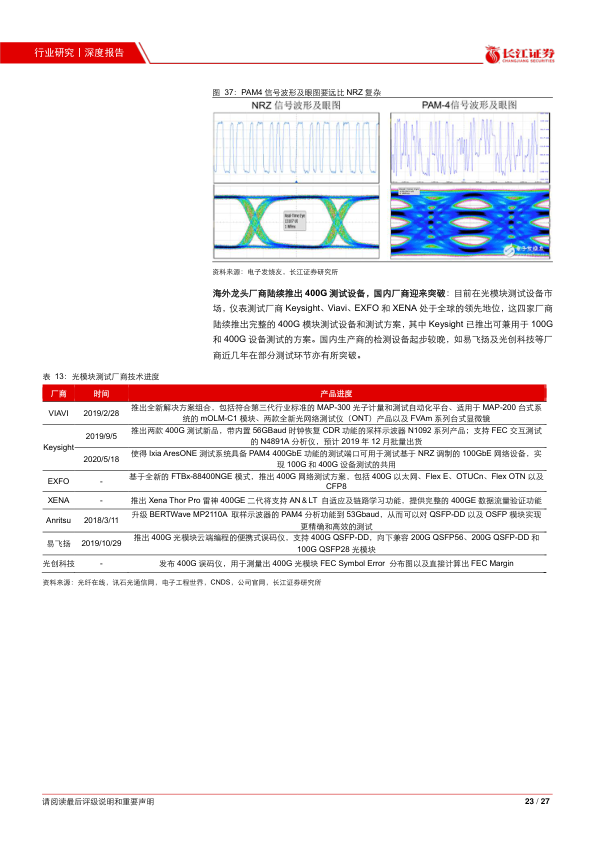 行业研究丨深度报告
长江证券
CHANGJIANG SECURITIES
图 37：PAM4 信号波形及眼图要远比 NRZ 复杂
NRZ 信号波形及眼图
PAM-4信号波形及眼图
资料来源：电子发烧友，长江证券研究所
海外龙头厂商陆续推出 400G 测试设备，国内厂商迎来突破：目前在光模块测试设备市
场，仪表测试厂商 Keysight、Viavi、EXFO 和 XENA 处于全球的领先地位，这四家厂商
陆续推出完整的 400G 模块测试设备和测试方案，其中 Keysight 已推出可兼用于 100G
和 400G 设备测试的方案。国内生产商的检测设备起步较晚，如易飞扬及光创科技等厂
商近几年在部分测试环节亦有所突破。
表 13：光模块测试厂商技术进度
厂商 时间 产品进度
VIAVI 2019/2/28 推出全新解决方案组合，包括符合第三代行业标准的 MAP-300 光子计量和测试自动化平台、适用于 MAP-200 台式系
统的 mOLM-C1 模块、两款全新光网络测试仪（ONT）产品以及 FVAm 系列台式显微镜
Keysight 2019/9/5 推出两款 400G 测试新品，带内置 56GBaud 时钟恢复 CDR 功能的采样示波器 N1092 系列产品；支持 FEC 交互测试
的 N4891A 分析仪，预计 2019 年 12 月批量出货
2020/5/18 使得 Ixia AresONE 测试系统具备 PAM4 400GbE 功能的测试端口可用于测试基于 NRZ 调制的 100GbE 网络设备，实
现 100G 和 400G 设备测试的共用
EXFO - 基于全新的 FTBx-88400NGE 模式，推出 400G 网络测试方案，包括 400G 以太网、Flex E、OTUCn、Flex OTN 以及
CFP8
XENA - 推出 Xena Thor Pro 雷神 400GE 二代将支持 AN＆LT 自适应及链路学习功能，提供完整的 400GE 数据流量验证功能
Anritsu 2018/3/11 升级 BERTWave MP2110A 取样示波器的 PAM4 分析功能到 53Gbaud，从而可以对 QSFP-DD 以及 OSFP 模块实现
更精确和高效的测试
易飞扬 2019/10/29 推出 400G 光模块云端编程的便携式误码仪，支持 400G QSFP-DD，向下兼容 200G QSFP56、200G QSFP-DD 和
100G QSFP28 光模块
光创科技 - 发布 400G 误码仪，用于测量出 400G 光模块 FEC Symbol Error 分布图以及直接计算出 FEC Margin
资料来源：光纤在线，讯石光通信网，电子工程世界，CNDS，公司官网，长江证券研究所
请阅读最后评级说明和重要声明
23 / 27